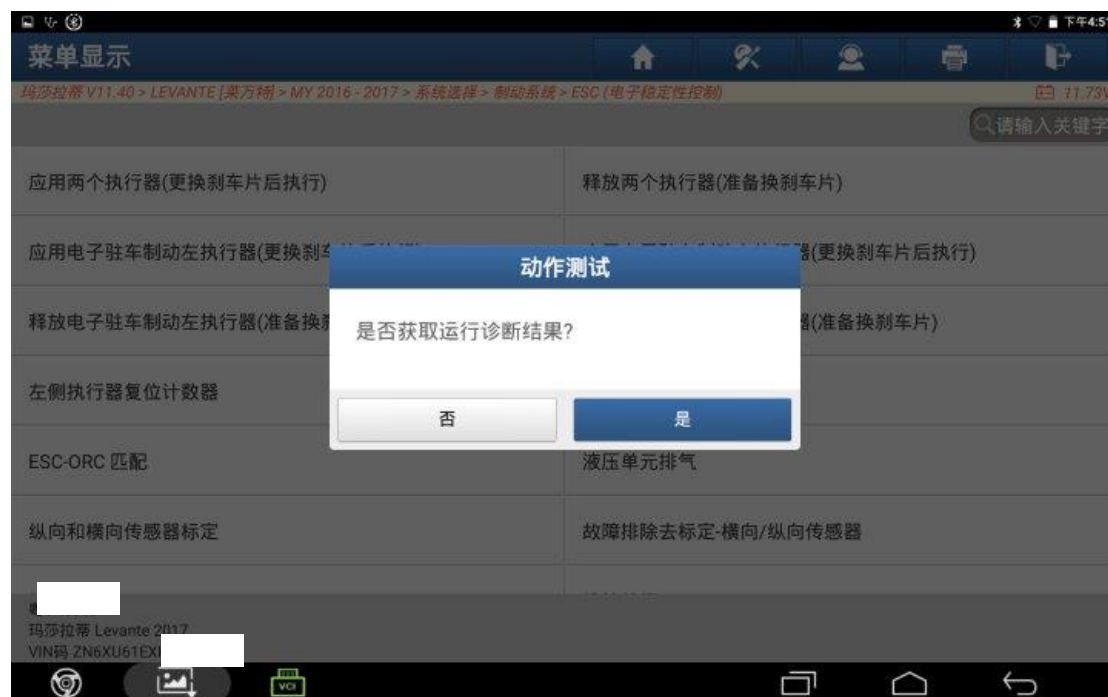 下午4:51
菜单显示
玛莎拉蒂 V11.40 > LEVANTE [莱万特] > MY 2016 - 2017 > 系统选择 > 制动系统 > ESC (电子稳定性控制)
11.73V
请输入关键字
应用两个执行器(更换刹车片后执行)
释放两个执行器(准备换刹车片)
应用电子驻车制动左执行器(更换刹车
器(更换刹车片后执行)
动作测试
释放电子驻车制动左执行器(准备换
器(准备换刹车片)
是否获取运行诊断结果?
左侧执行器复位计数器
否
是
ESC-ORC 匹配
液压单元排气
纵向和横向传感器标定
故障排除去标定-横向/纵向传感器
玛莎拉蒂 Levante 2017
VIN码 ZN6XU61EX
VCI